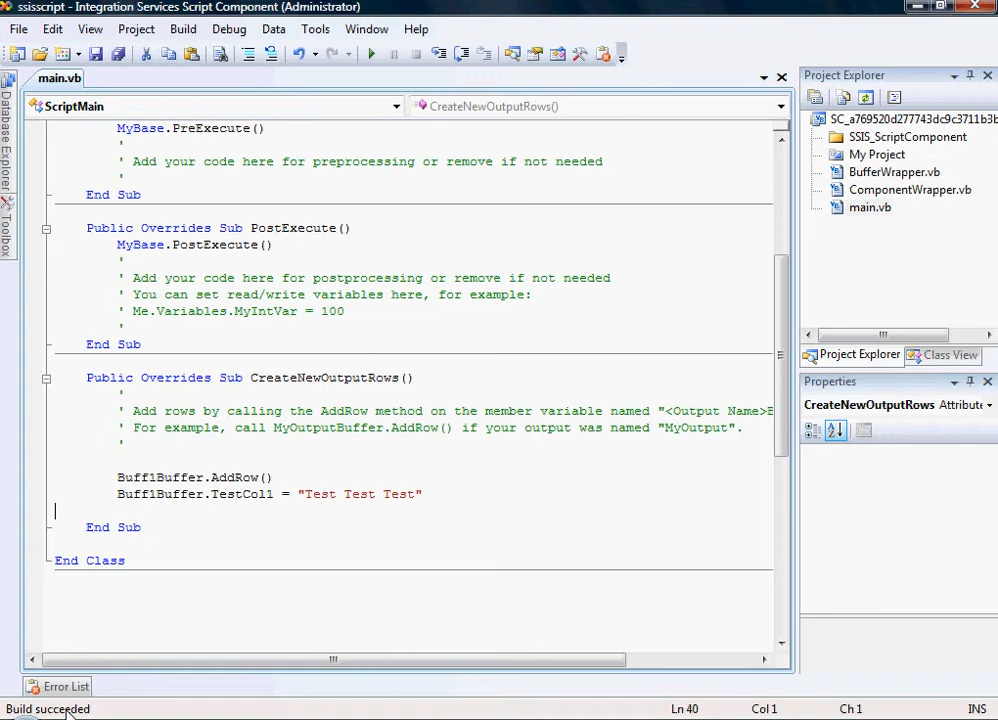 ssisscript - Integration Services Script Component (Administrator)
File Edit View Project Build Debug Data Tools Window Help
main.vb
ScriptMain
CreateNewOutputRows()
MyBase.PreExecute()
'
' Add your code here for preprocessing or remove if not needed
'
End Sub
Public Overrides Sub PostExecute()
MyBase.PostExecute()
'
' Add your code here for postprocessing or remove if not needed
' You can set read/write variables here, for example:
' Me.Variables.MyIntVar = 100
'
End Sub
Public Overrides Sub CreateNewOutputRows()
'
' Add rows by calling the AddRow method on the member variable named "<Output Name>B
' For example, call MyOutputBuffer.AddRow() if your output was named "MyOutput".
'
Buff1Buffer.AddRow()
Buff1Buffer.TestCol1 = "Test Test Test"
End Sub
End Class
Error List
Build succeeded
Ln 40 Col 1 Ch 1 INS
Database Explorer
Toolbox
Project Explorer
SC_a769520d277743dc9c3711b3b
SSIS_ScriptComponent
My Project
BufferWrapper.vb
ComponentWrapper.vb
main.vb
Project Explorer Class View
Properties
CreateNewOutputRows Attribute